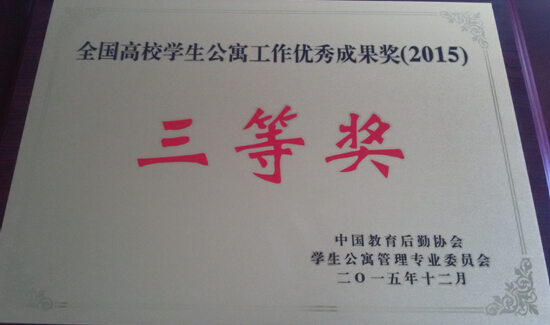 全国高校学生公寓工作优秀成果奖(2015)
三等奖
中国教育后勤协会
学生公寓管理专业委员会
二〇一五年十二月